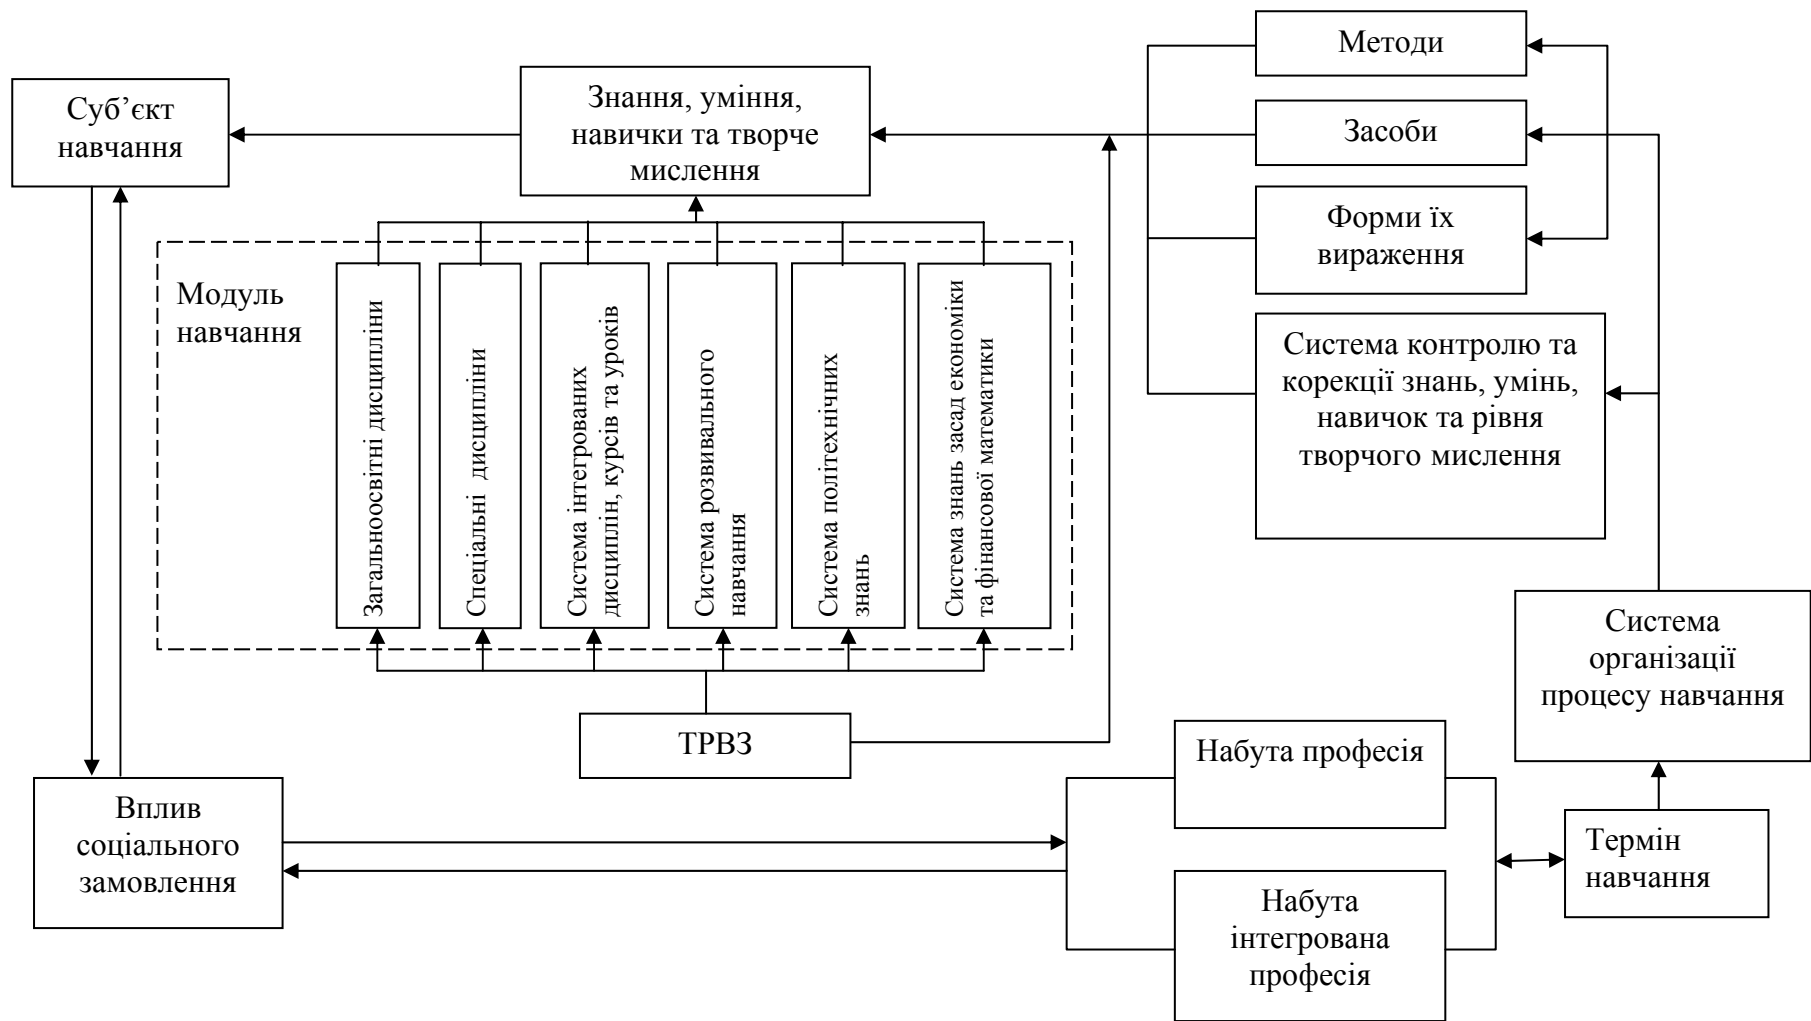 Методи
Суб’єкт
навчання
Знання, уміння,
навички та творче
мислення
Засоби
Форми їх
вираження
Модуль
навчання
Загальноосвітні дисципліни
Спеціальні дисципліни
Система інтегрованих
дисциплін, курсів та уроків
Система розвивального
навчання
Система політехнічних
знань
Система знань засад економіки
та фінансової математики
Система контролю та
корекції знань, умінь,
навичок та рівня
творчого мислення
Система
організації
процесу навчання
ТРВЗ
Набута професія
Вплив
соціального
замовлення
Термін
навчання
Набута
інтегрована
професія